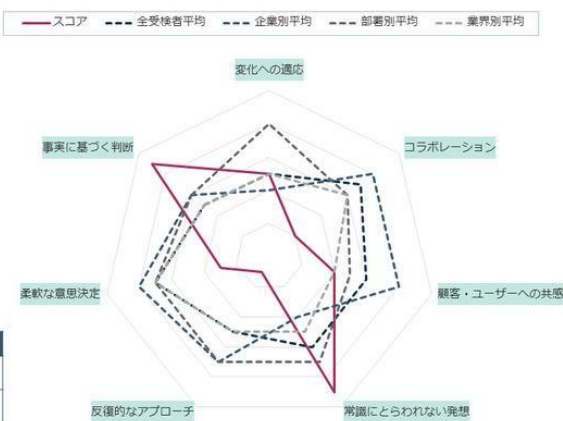 スコア 全受検者平均 企業別平均 部署別平均 業界別平均
変化への適応
事実に基づく判断 コラボレーション
柔軟な意思決定 顧客・ユーザーへの共感
反復的なアプローチ 常識にとらわれない発想